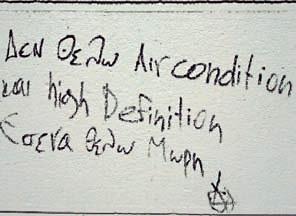 Δεν θελω Aircondition
και high Definition
Εσενα θελω Μωρη